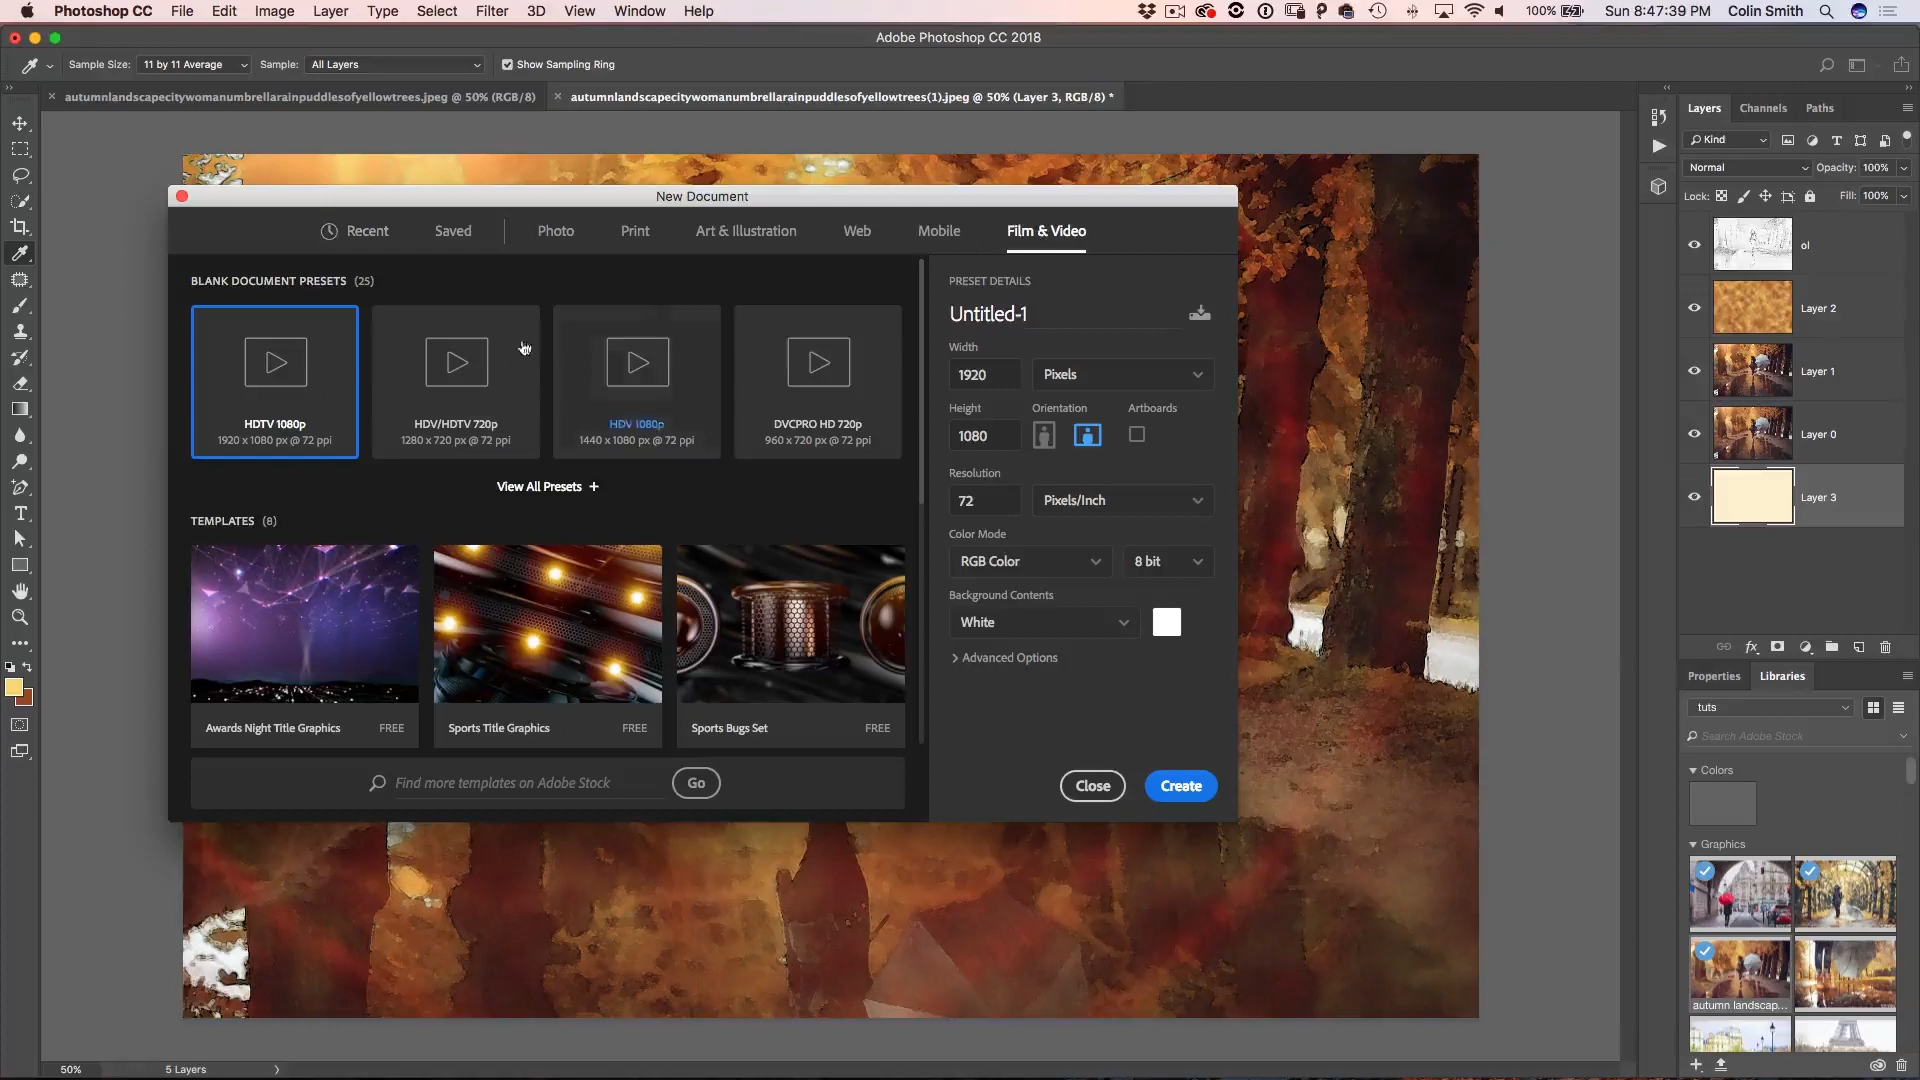 Photoshop CC File Edit Image Layer Type Select Filter 3D View Window Help 100% Sun 8:47:39 PM Colin Smith
Adobe Photoshop CC 2018
Sample Size: 11 by 11 Average Sample: All Layers Show Sampling Ring
autumnlandscapecitywomanumbrellarainpuddlesofyellowtrees.jpeg @ 50% (RGB/8) autumnlandscapecitywomanumbrellarainpuddlesofyellowtrees(1).jpeg @ 50% (Layer 3, RGB/8) *
New Document
Recent Saved Photo Print Art & Illustration Web Mobile Film & Video
BLANK DOCUMENT PRESETS (25)
HDTV 1080p
1920 x 1080 px @ 72 ppi
HDV/HDTV 720p
1280 x 720 px @ 72 ppi
HDV 1080p
1440 x 1080 px @ 72 ppi
DVCPRO HD 720p
960 x 720 px @ 72 ppi
View All Presets +
TEMPLATES (8)
Awards Night Title Graphics FREE
Sports Title Graphics FREE
Sports Bugs Set FREE
Find more templates on Adobe Stock Go
PRESET DETAILS
Untitled-1
Width
1920 Pixels
Height Orientation Artboards
1080
Resolution
72 Pixels/Inch
Color Mode
RGB Color 8 bit
Background Contents
White
Advanced Options
Close Create
Layers Channels Paths
Kind
Normal Opacity: 100%
Lock: Fill: 100%
ol
Layer 2
Layer 1
Layer 0
Layer 3
fx
Properties Libraries
tuts
Search Adobe Stock
Colors
Graphics
autumn landscap...
50% 5 Layers